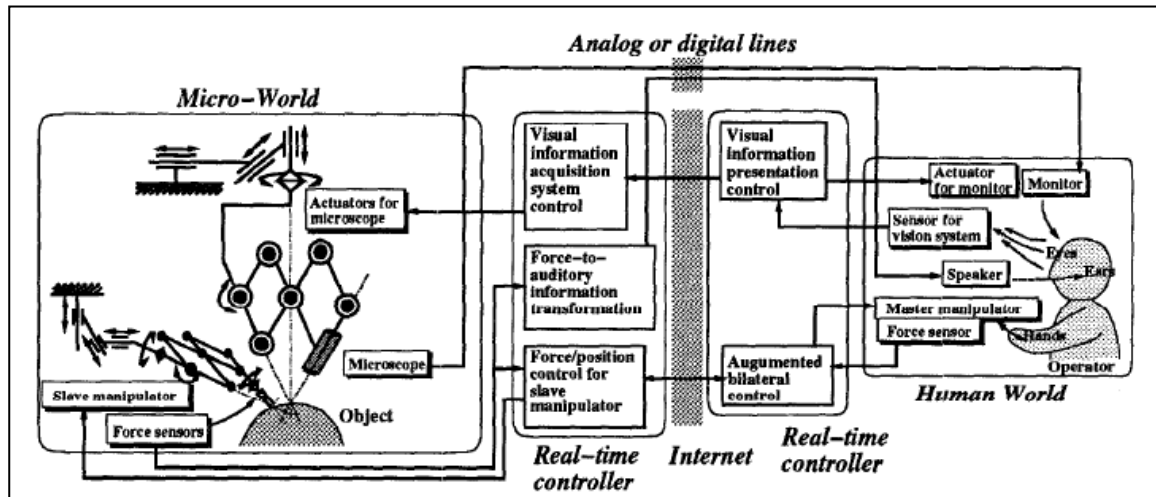 Analog or digital lines
Micro-World
Visual
information
acquisition
system
control
Visual
information
presentation
control
Actuator
for monitor
Monitor
Actuators for
microscope
Sensor for
vision system
Eyes
Ears
Force-to-
auditory
information
transformation
Speaker
Master manipulator
Force sensor
Hands
Microscope
Force/position
control for
slave
manipulator
Augumented
bilateral
control
Operator
Human World
Slave manipulator
Object
Force sensors
Real-time
controller
Internet
Real-time
controller